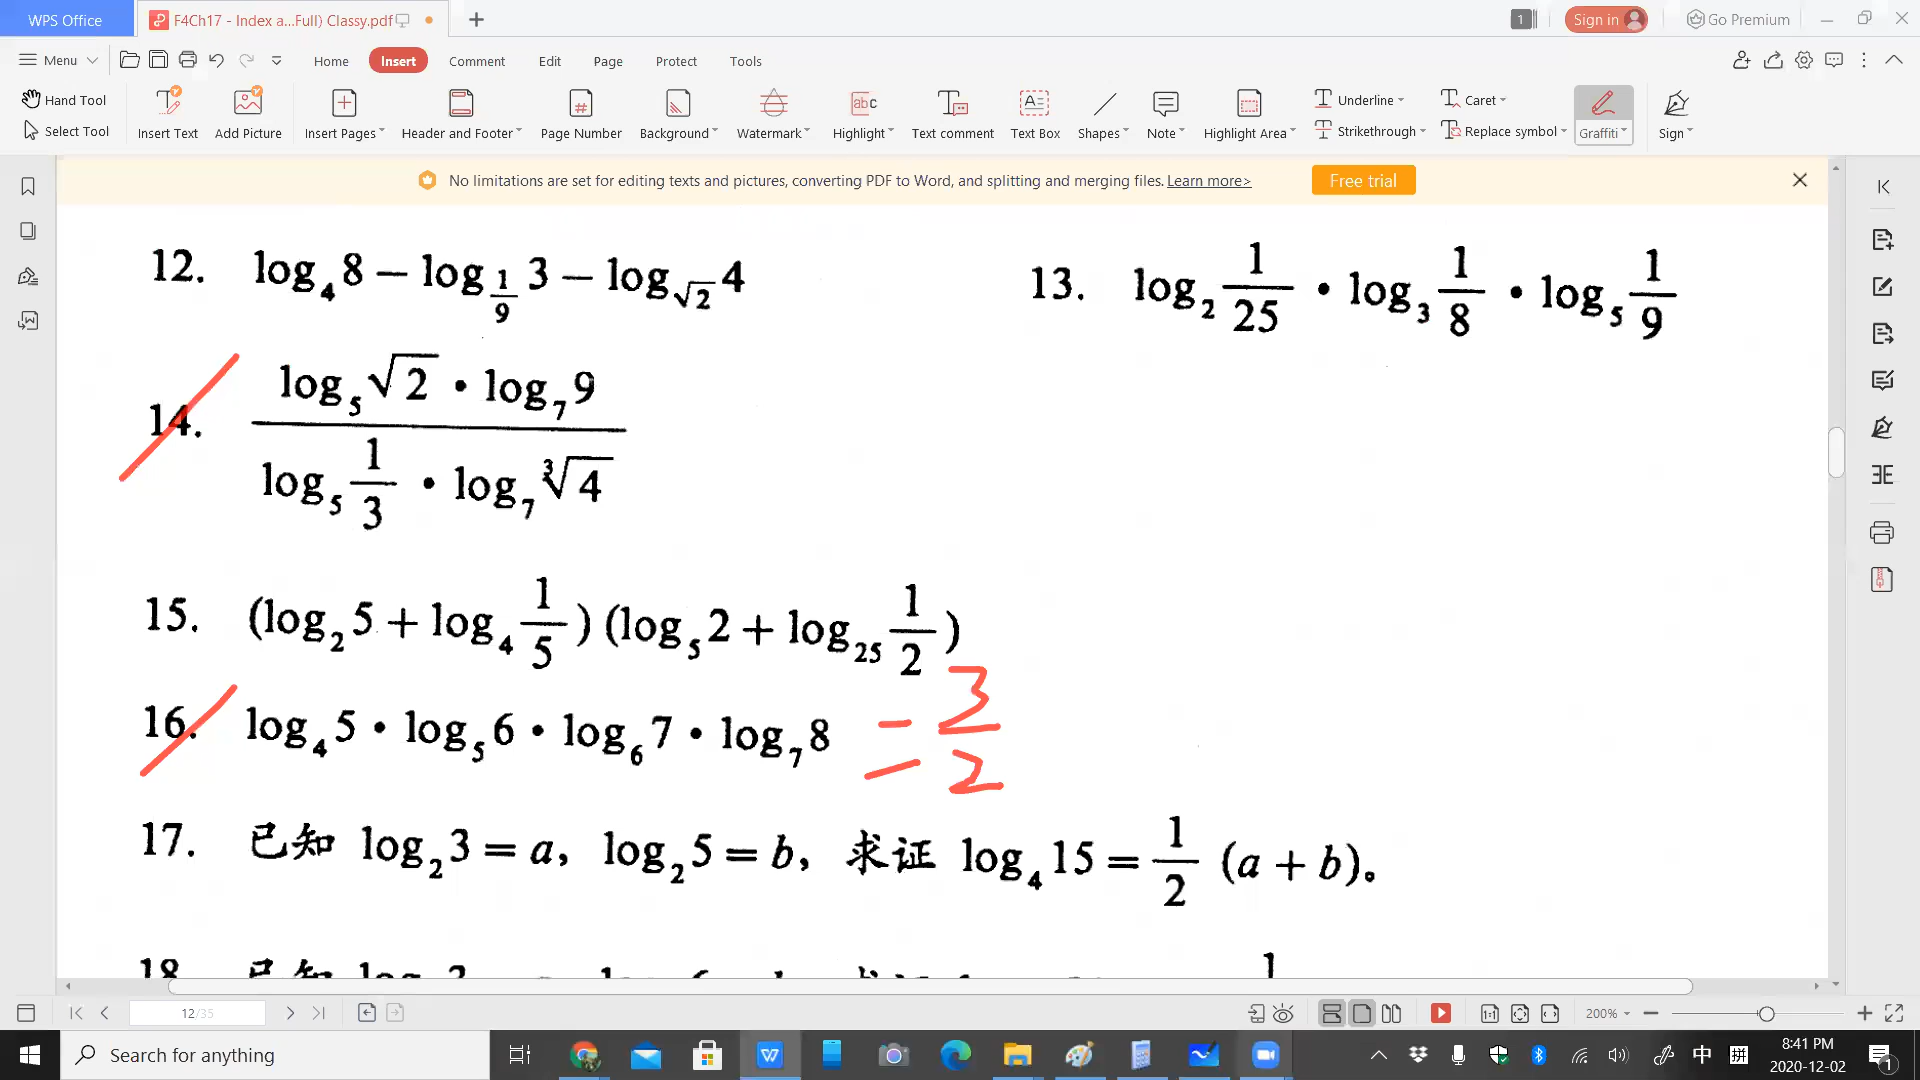 WPS Office F4Ch17 - Index a...Full) Classy.pdf 1 Sign in Go Premium
Menu Home Insert Comment Edit Page Protect Tools
Hand Tool Select Tool Insert Text Add Picture Insert Pages Header and Footer Page Number Background Watermark Highlight Text comment Text Box Shapes Note Highlight Area Underline Strikethrough Caret Replace symbol Graffiti Sign
No limitations are set for editing texts and pictures, converting PDF to Word, and splitting and merging files. Learn more> Free trial
12. log₄8 − log_{1/9}3 − log_{√2}4
13. log₂ 1/25 • log₃ 1/8 • log₅ 1/9
14. (log₅√2 • log₇9) / (log₅ 1/3 • log₇∛4)
15. (log₂5 + log₄ 1/5)(log₅2 + log₂₅ 1/2)
16. log₄5 • log₅6 • log₆7 • log₇8 = 3/2
17. 已知 log₂3 = a, log₂5 = b, 求证 log₄15 = 1/2 (a + b)。
18
12/35 200%
Search for anything 中 拼 8:41 PM
2020-12-02 1